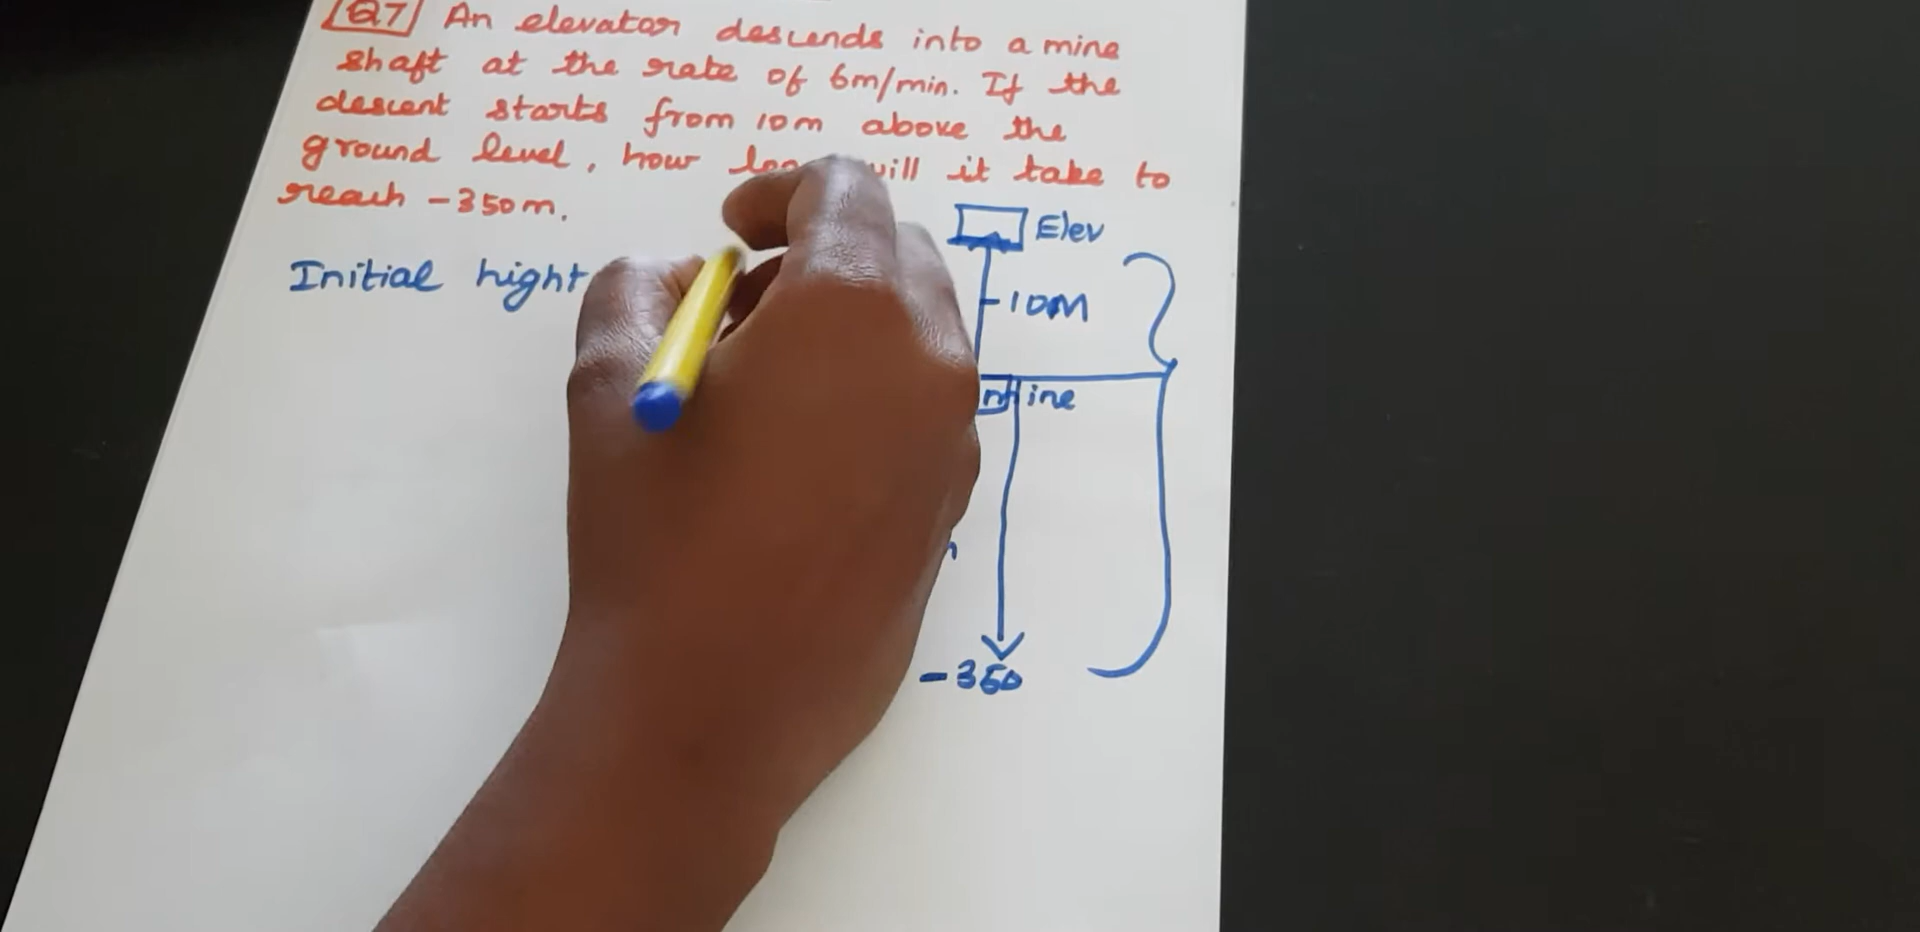 Q7 An elevator descends into a mine
shaft at the rate of 6m/min. If the
descent starts from 10m above the
ground level, how will it take to
reach -350m.
Elev
Initial hight
10M
mine
-350